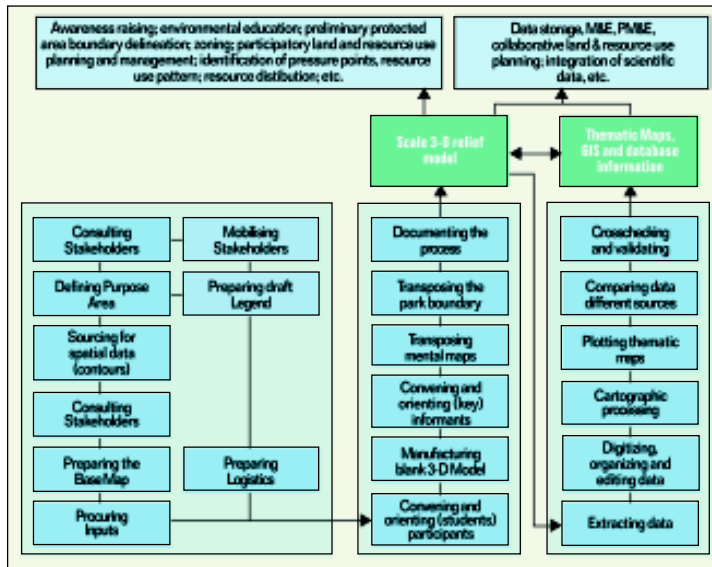 Awareness raising; environmental education; preliminary protected
area boundary delineation; zoning; participatory land and resource use
planning and management; identification of pressure points, resource
use pattern; resource distibution; etc.
Data storage, M&E, PM&E,
collaborative land & resource use
planning; integration of scientific
data, etc.
Scale 3-D relief
model
Thematic Maps,
GIS and database
information
Consulting
Stakeholders
Mobilising
Stakeholders
Defining Purpose
Area
Preparing draft
Legend
Sourcing for
spatial data
(contours)
Consulting
Stakeholders
Preparing the
Base Map
Preparing
Logistics
Procuring
Inputs
Documenting the
process
Transposing the
park boundary
Transposing
mental maps
Convening and
orienting (key)
informants
Manufacturing
blank 3-D Model
Convening and
orienting (students)
participants
Crosschecking
and validating
Comparing data
different sources
Plotting thematic
maps
Cartographic
processing
Digitizing,
organizing and
editing data
Extracting data